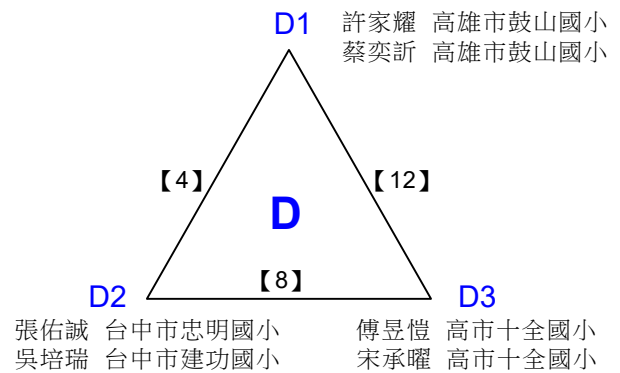 D1 許家耀 高雄市鼓山國小
蔡奕訢 高雄市鼓山國小
【4】 【12】
D
【8】
D2 D3
張佑誠 台中市忠明國小 傅昱愷 高市十全國小
吳培瑞 台中市建功國小 宋承曜 高市十全國小